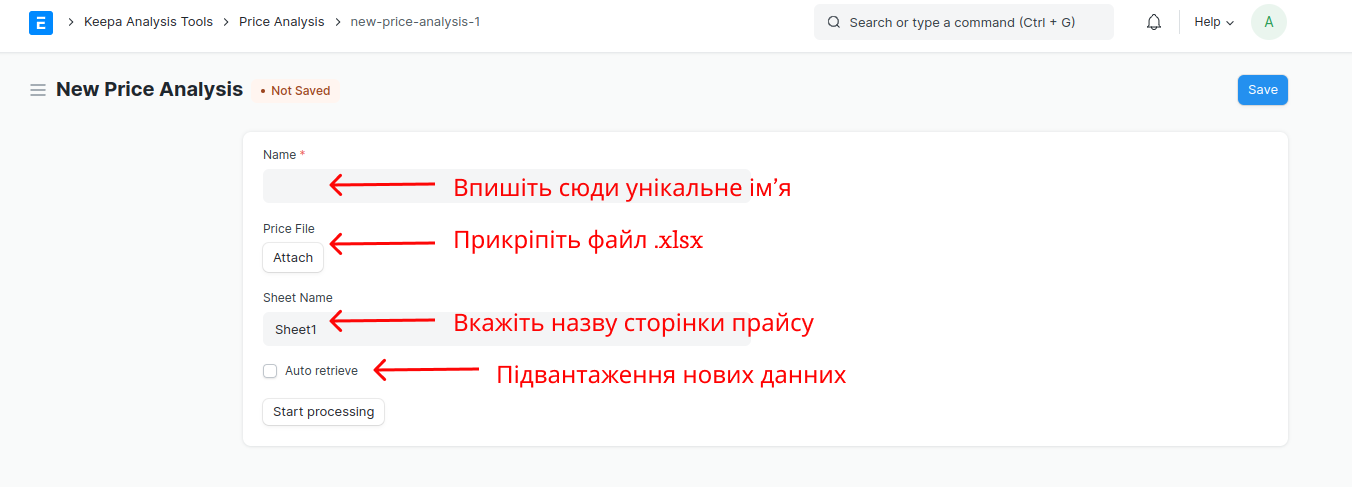 E Keepa Analysis Tools Price Analysis new-price-analysis-1 Search or type a command (Ctrl + G) Help A
New Price Analysis • Not Saved Save
Name *
Впишіть сюди унікальне ім’я
Price File
Attach Прикріпіть файл .xlsx
Sheet Name
Sheet1 Вкажіть назву сторінки прайсу
Auto retrieve Підвантаження нових данних
Start processing